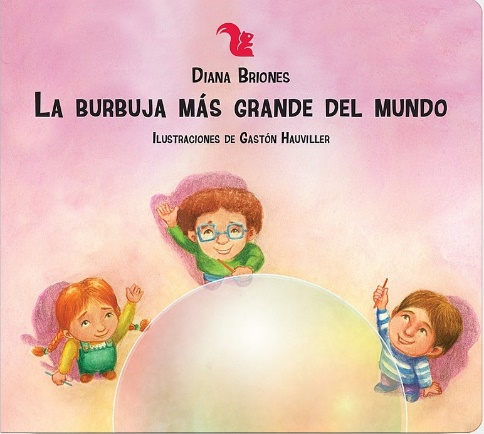 Diana Briones
La burbuja más grande del mundo
Ilustraciones de Gastón Hauviller